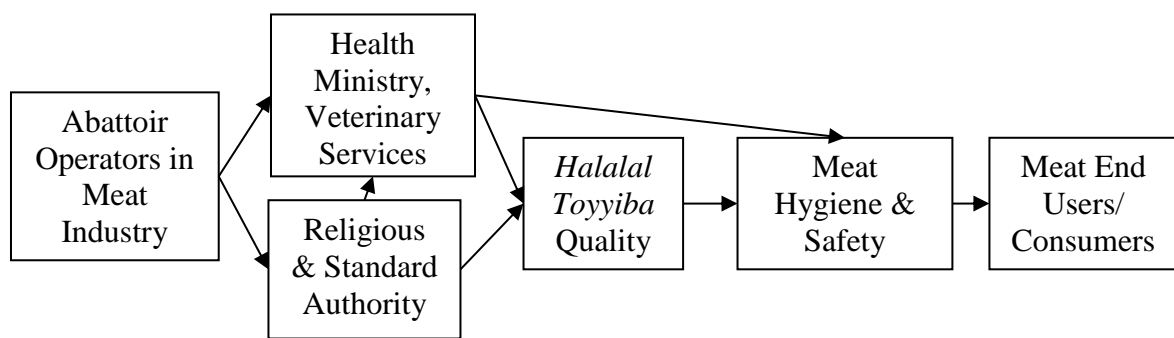 Abattoir
Operators in
Meat
Industry
Health
Ministry,
Veterinary
Services
Religious
& Standard
Authority
Halalal
Toyyiba
Quality
Meat
Hygiene &
Safety
Meat End
Users/
Consumers